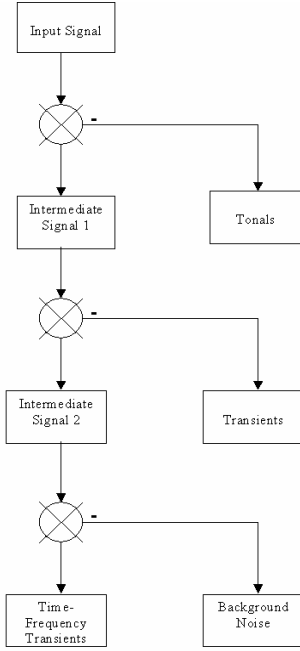 Input Signal
-
Intermediate
Signal 1
Tonals
-
Intermediate
Signal 2
Transients
-
Time-
Frequency
Transients
Background
Noise